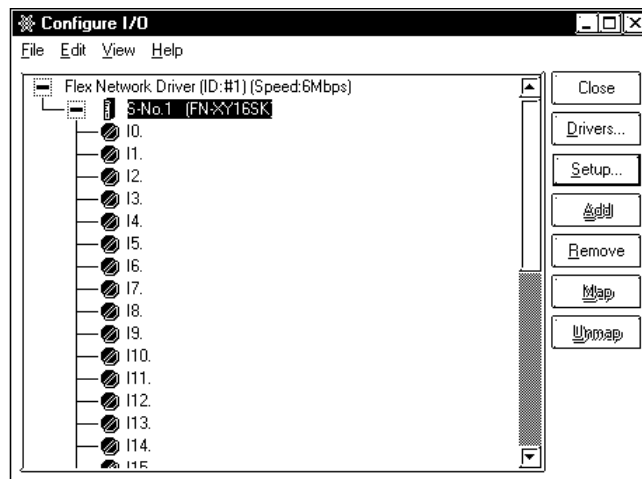 Configure I/O
File Edit View Help
Flex Network Driver (ID:#1) (Speed:6Mbps)
S-No.1 (FN-XY16SK)
I0.
I1.
I2.
I3.
I4.
I5.
I6.
I7.
I8.
I9.
I10.
I11.
I12.
I13.
I14.
I15.
Close
Drivers...
Setup...
Add
Remove
Map
Unmap